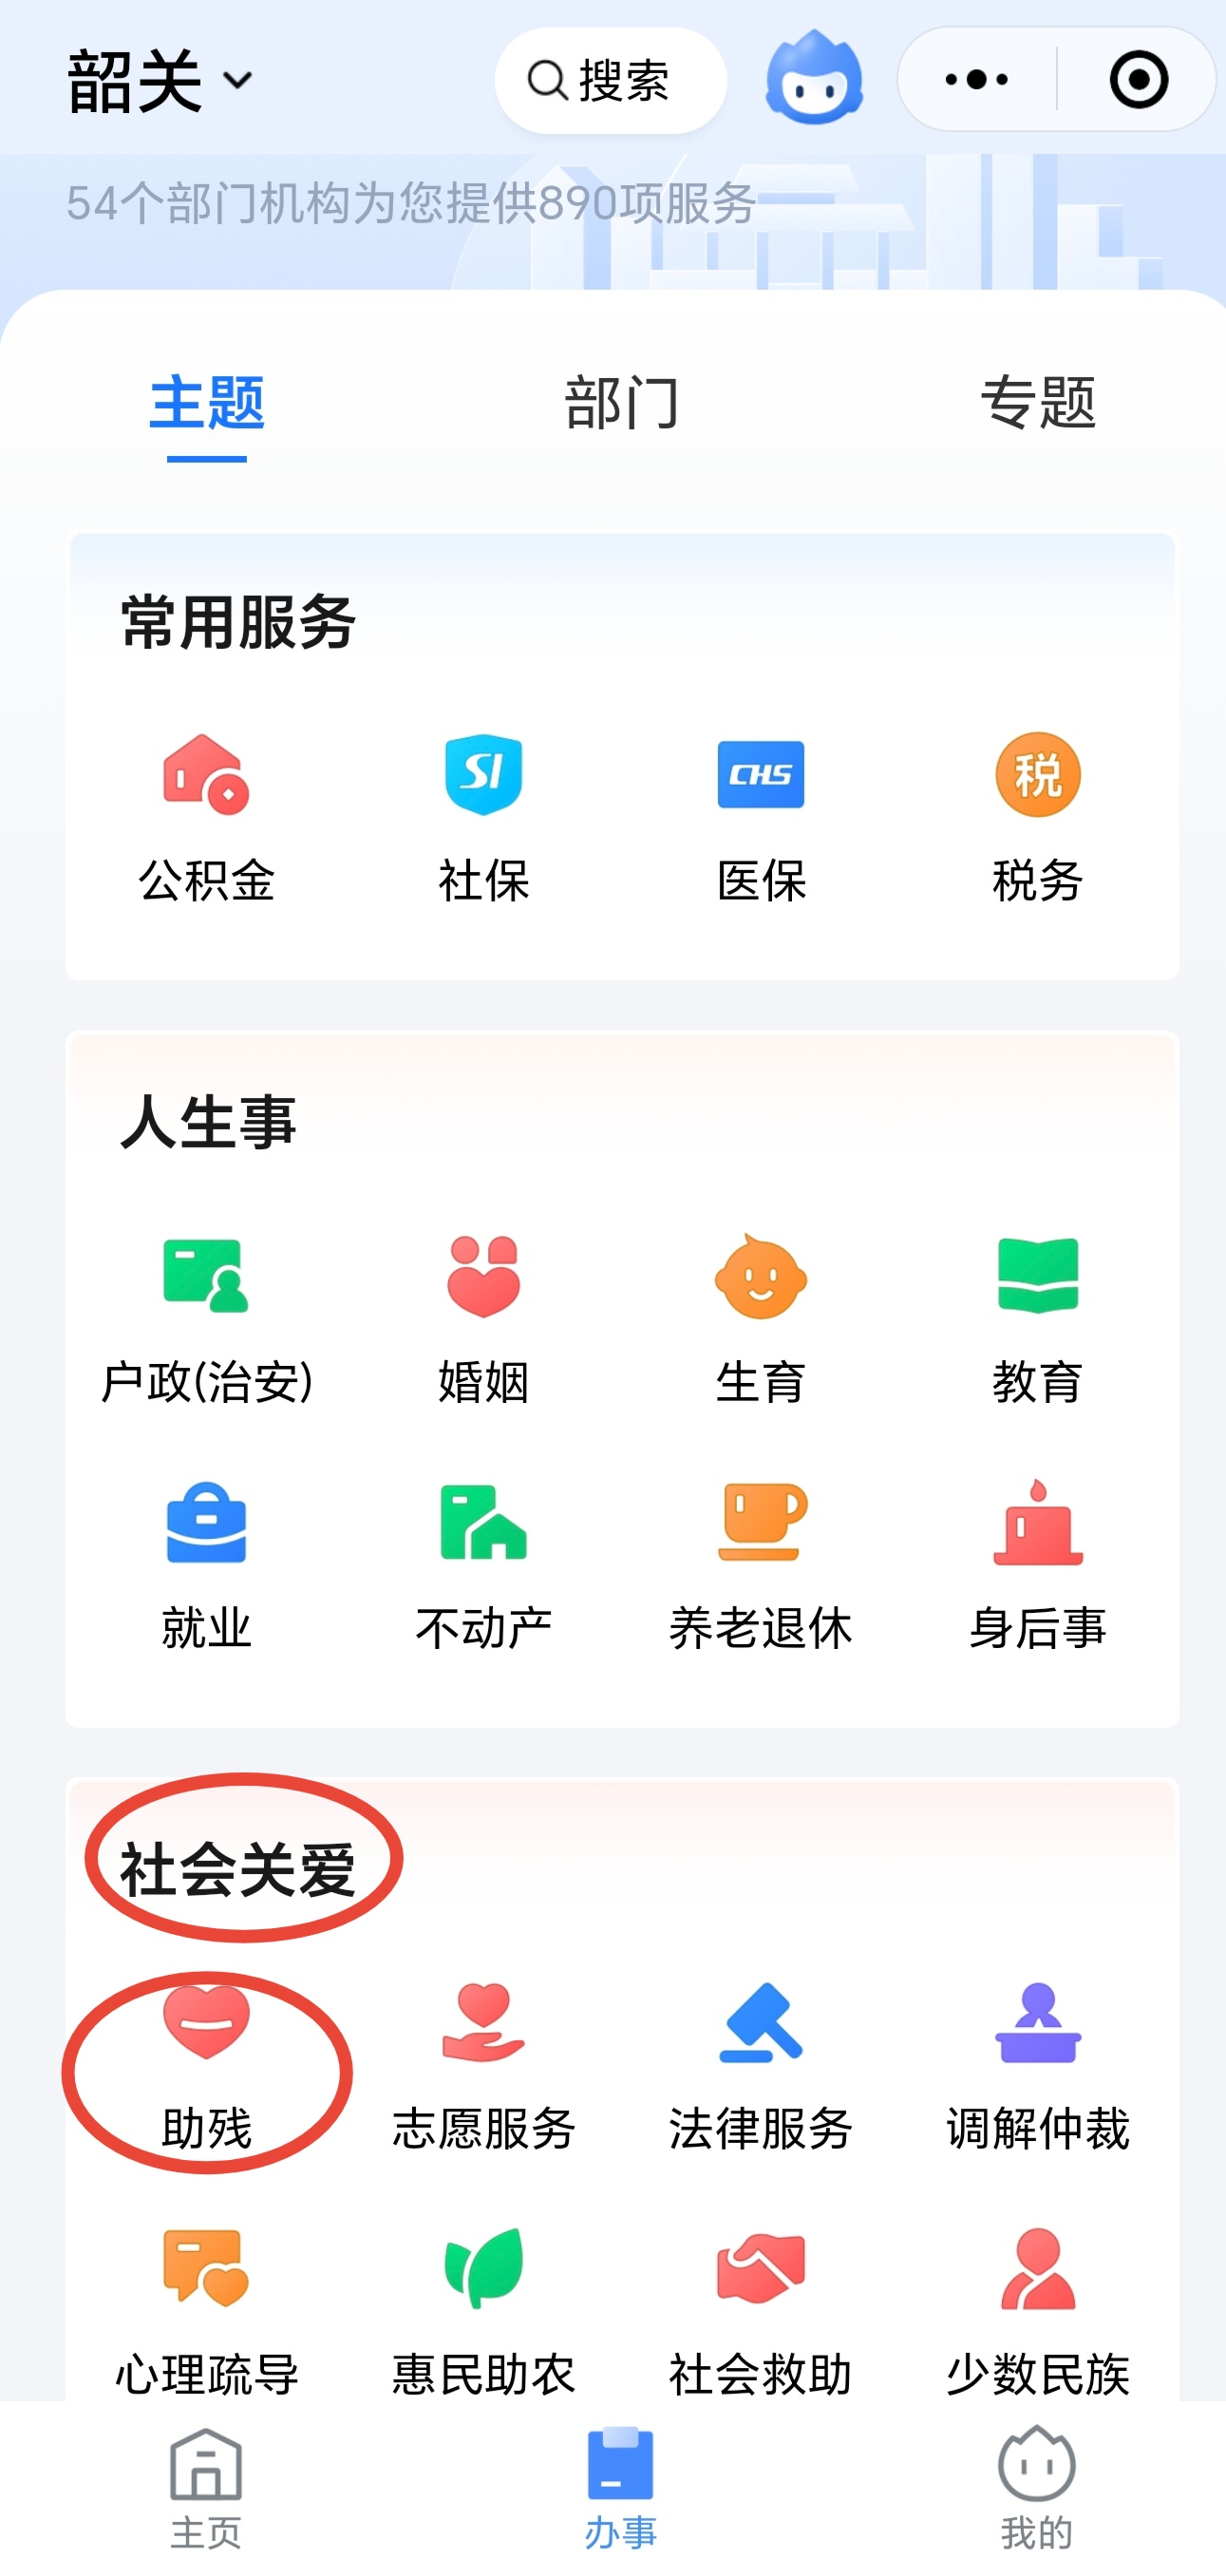 韶关
搜索
54个部门机构为您提供890项服务
主题 部门 专题
常用服务
SI CHS 税
公积金 社保 医保 税务
人生事
户政(治安) 婚姻 生育 教育
就业 不动产 养老退休 身后事
社会关爱
助残 志愿服务 法律服务 调解仲裁
心理疏导 惠民助农 社会救助 少数民族
主页 办事 我的